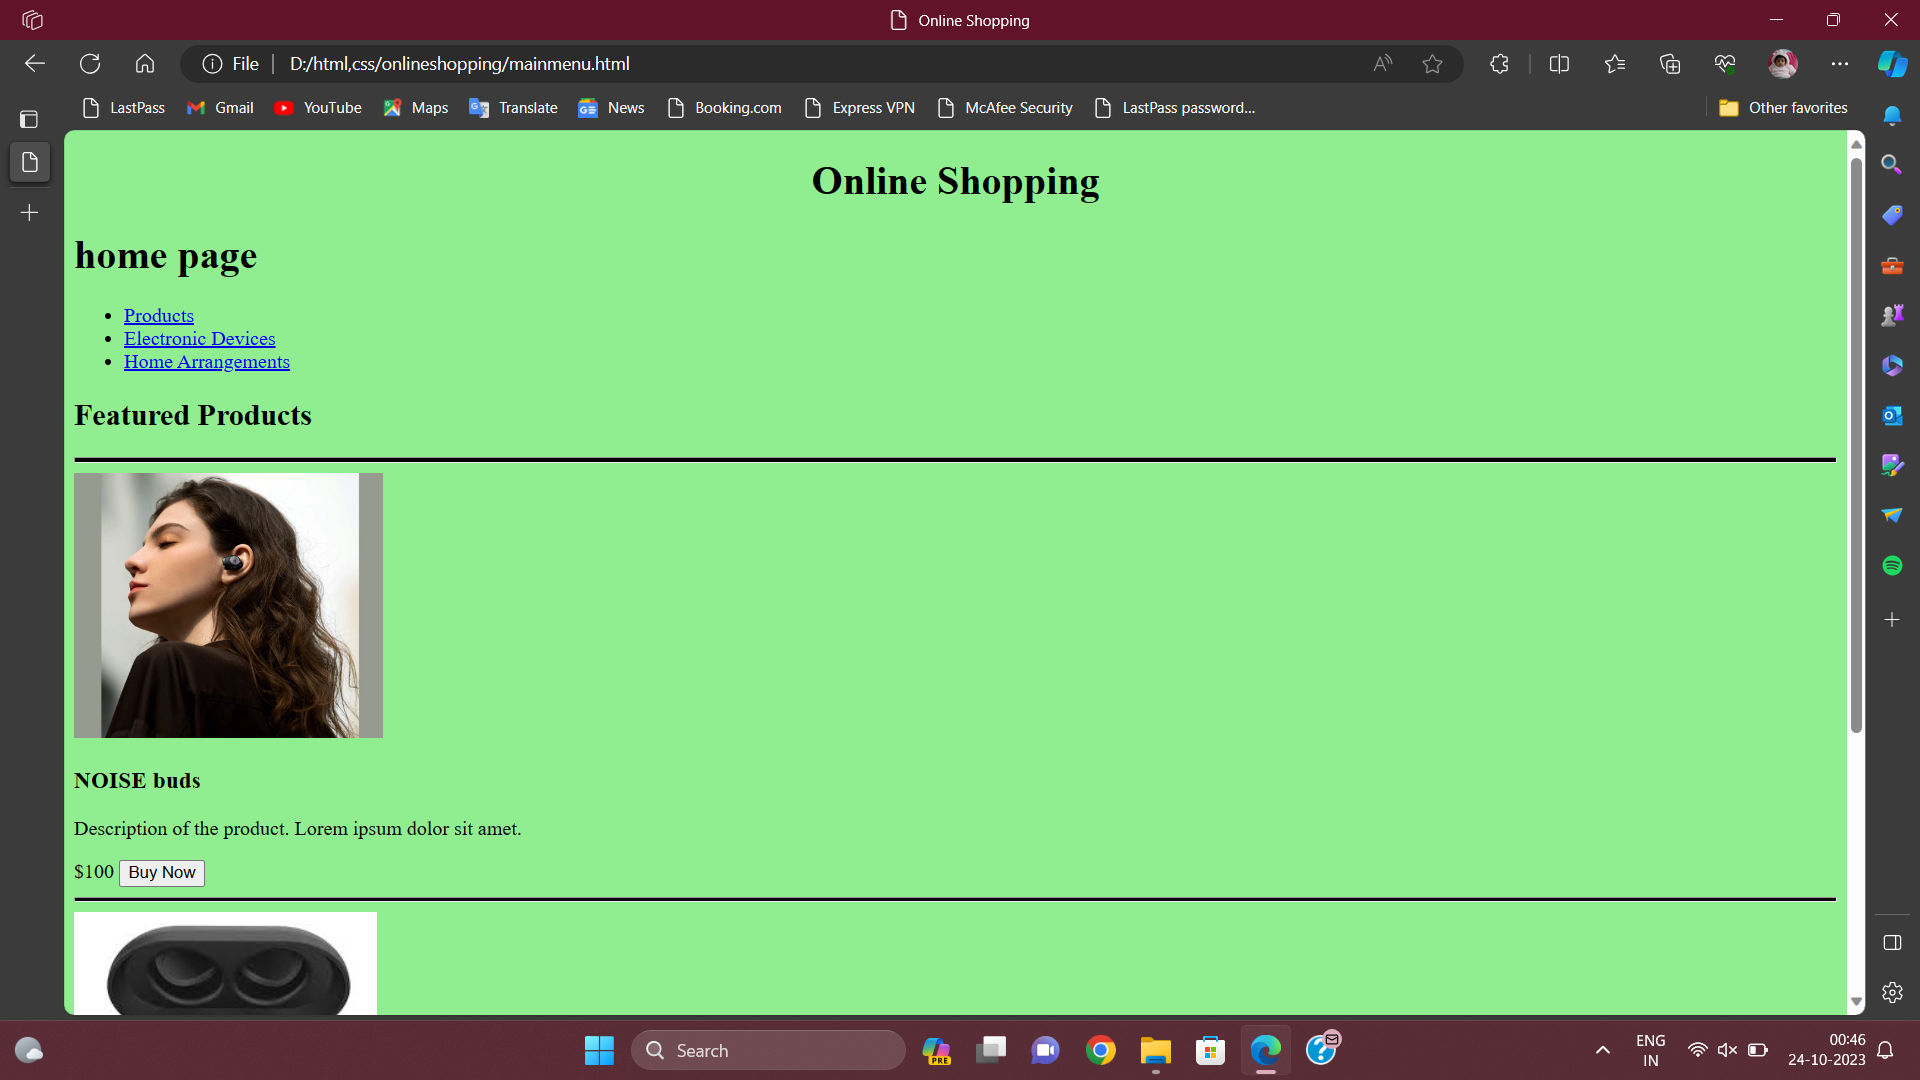 Online Shopping
File
D:/html,css/onlineshopping/mainmenu.html
LastPass
Gmail
YouTube
Maps
Translate
News
Booking.com
Express VPN
McAfee Security
LastPass password...
Other favorites
Online Shopping
home page
Products
Electronic Devices
Home Arrangements
Featured Products
NOISE buds
Description of the product. Lorem ipsum dolor sit amet.
$100 Buy Now
Search
PRE
ENG
IN
00:46
24-10-2023